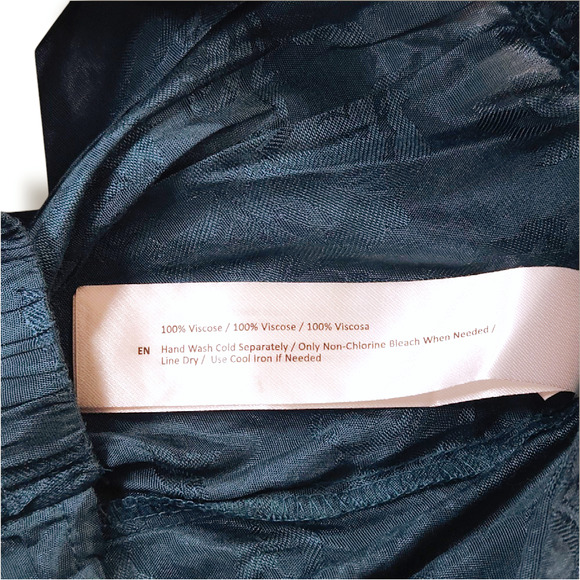 100% Viscose / 100% Viscose / 100% Viscosa
EN Hand Wash Cold Separately / Only Non-Chlorine Bleach When Needed /
Line Dry / Use Cool Iron If Needed